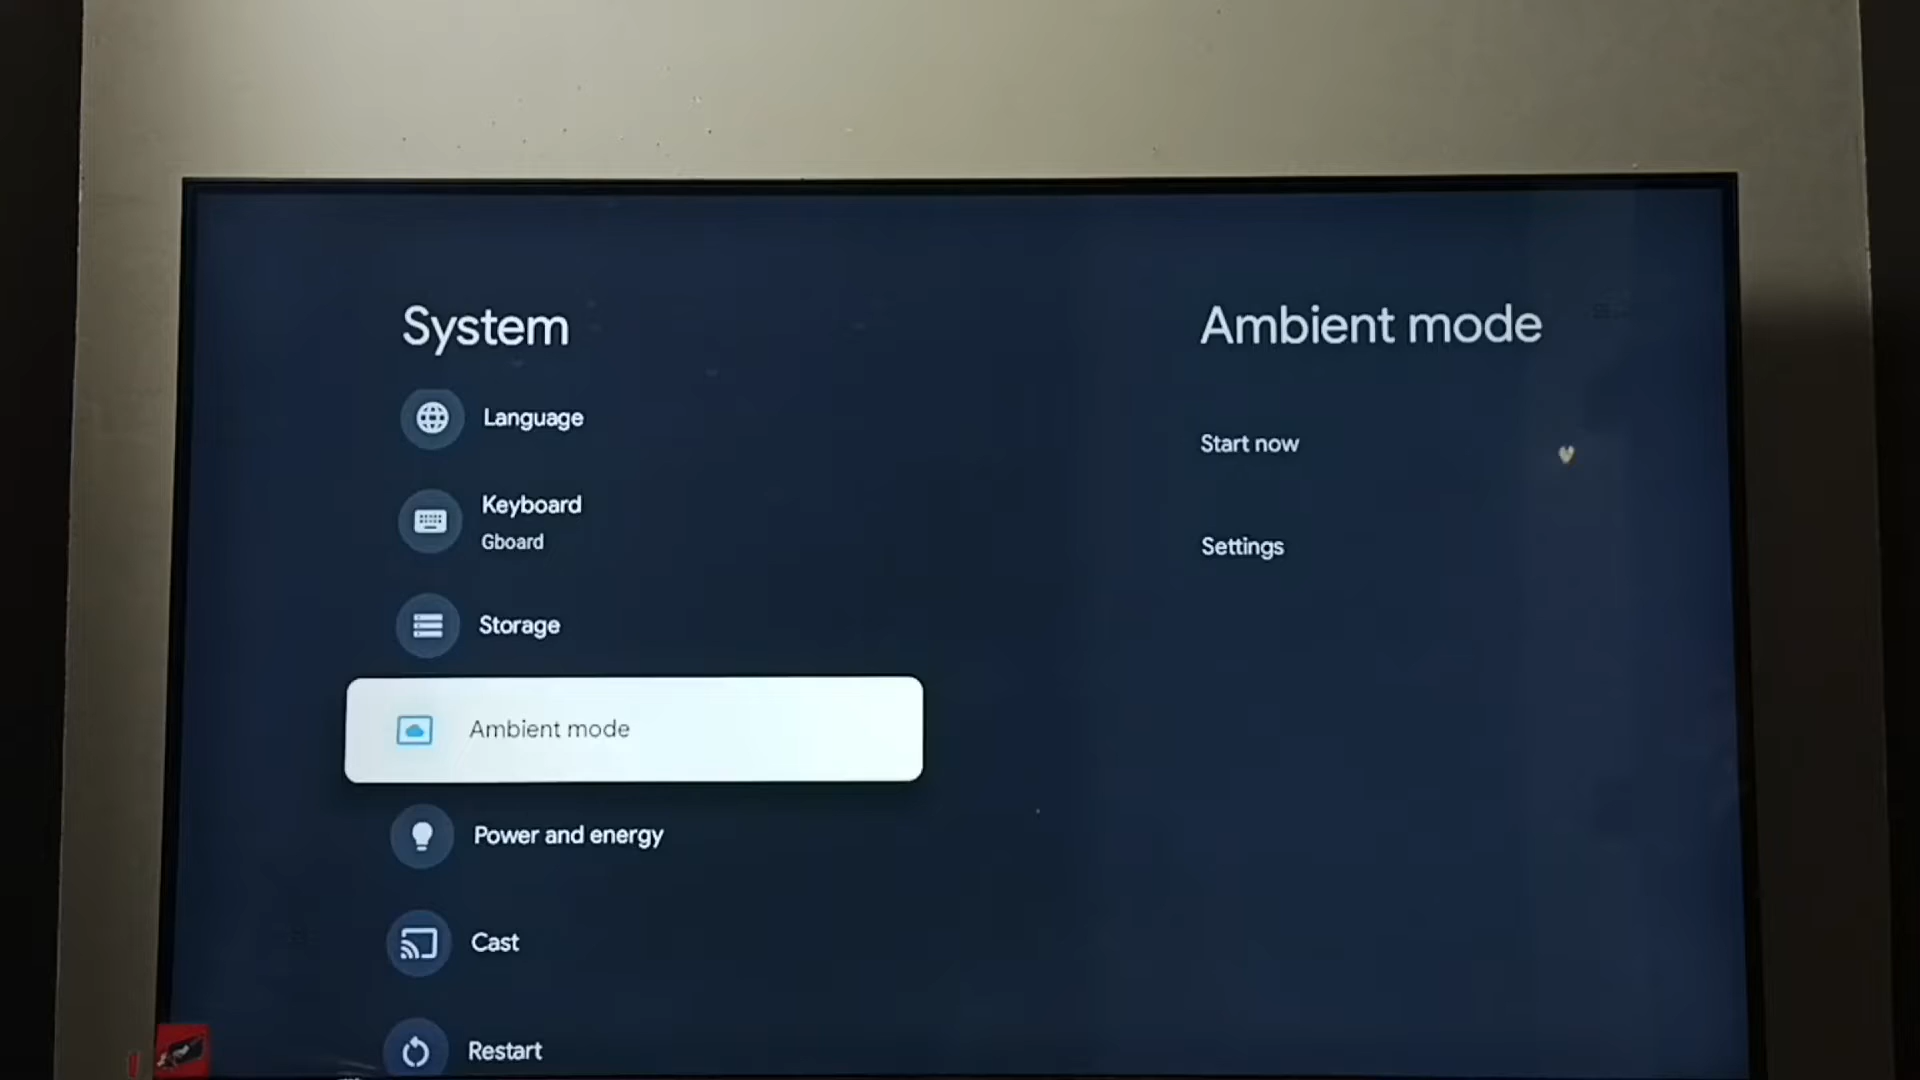 System
Language
Keyboard
Gboard
Storage
Ambient mode
Power and energy
Cast
Restart
Ambient mode
Start now
Settings